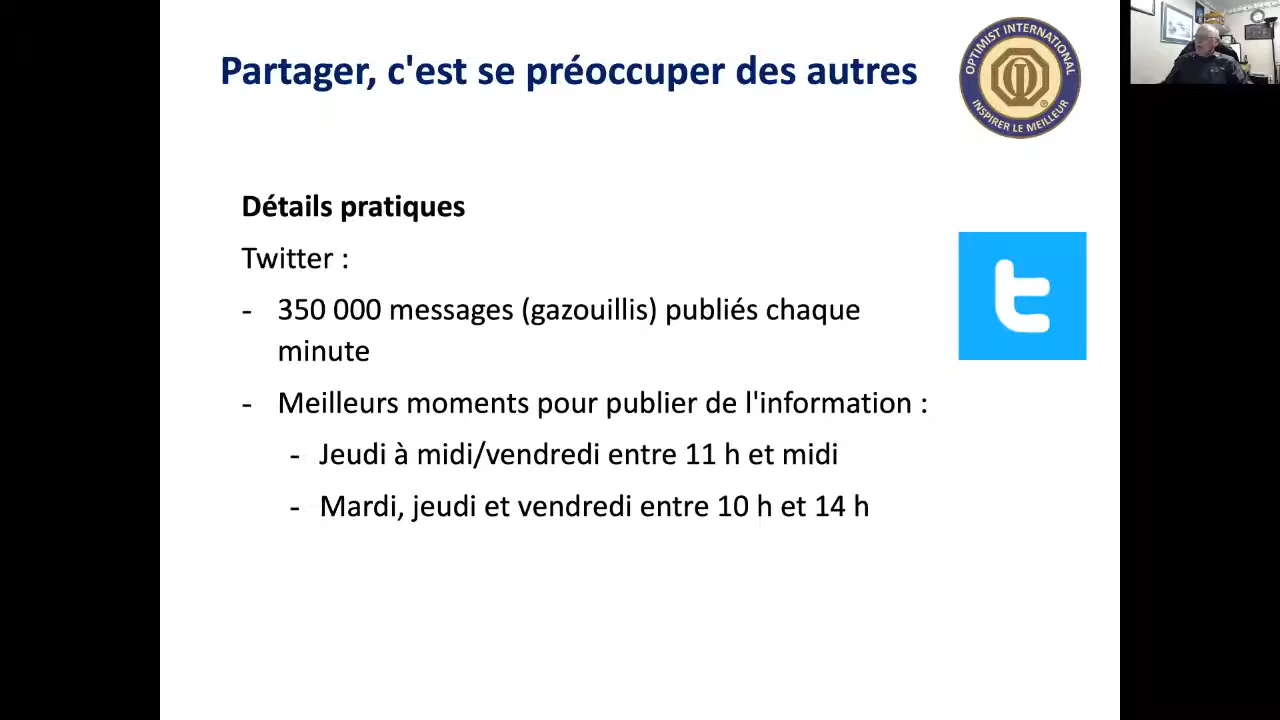 Partager, c'est se préoccuper des autres
OPTIMIST INTERNATIONAL
INSPIRER LE MEILLEUR
®
Détails pratiques
Twitter :
- 350 000 messages (gazouillis) publiés chaque
minute
- Meilleurs moments pour publier de l'information :
- Jeudi à midi/vendredi entre 11 h et midi
- Mardi, jeudi et vendredi entre 10 h et 14 h